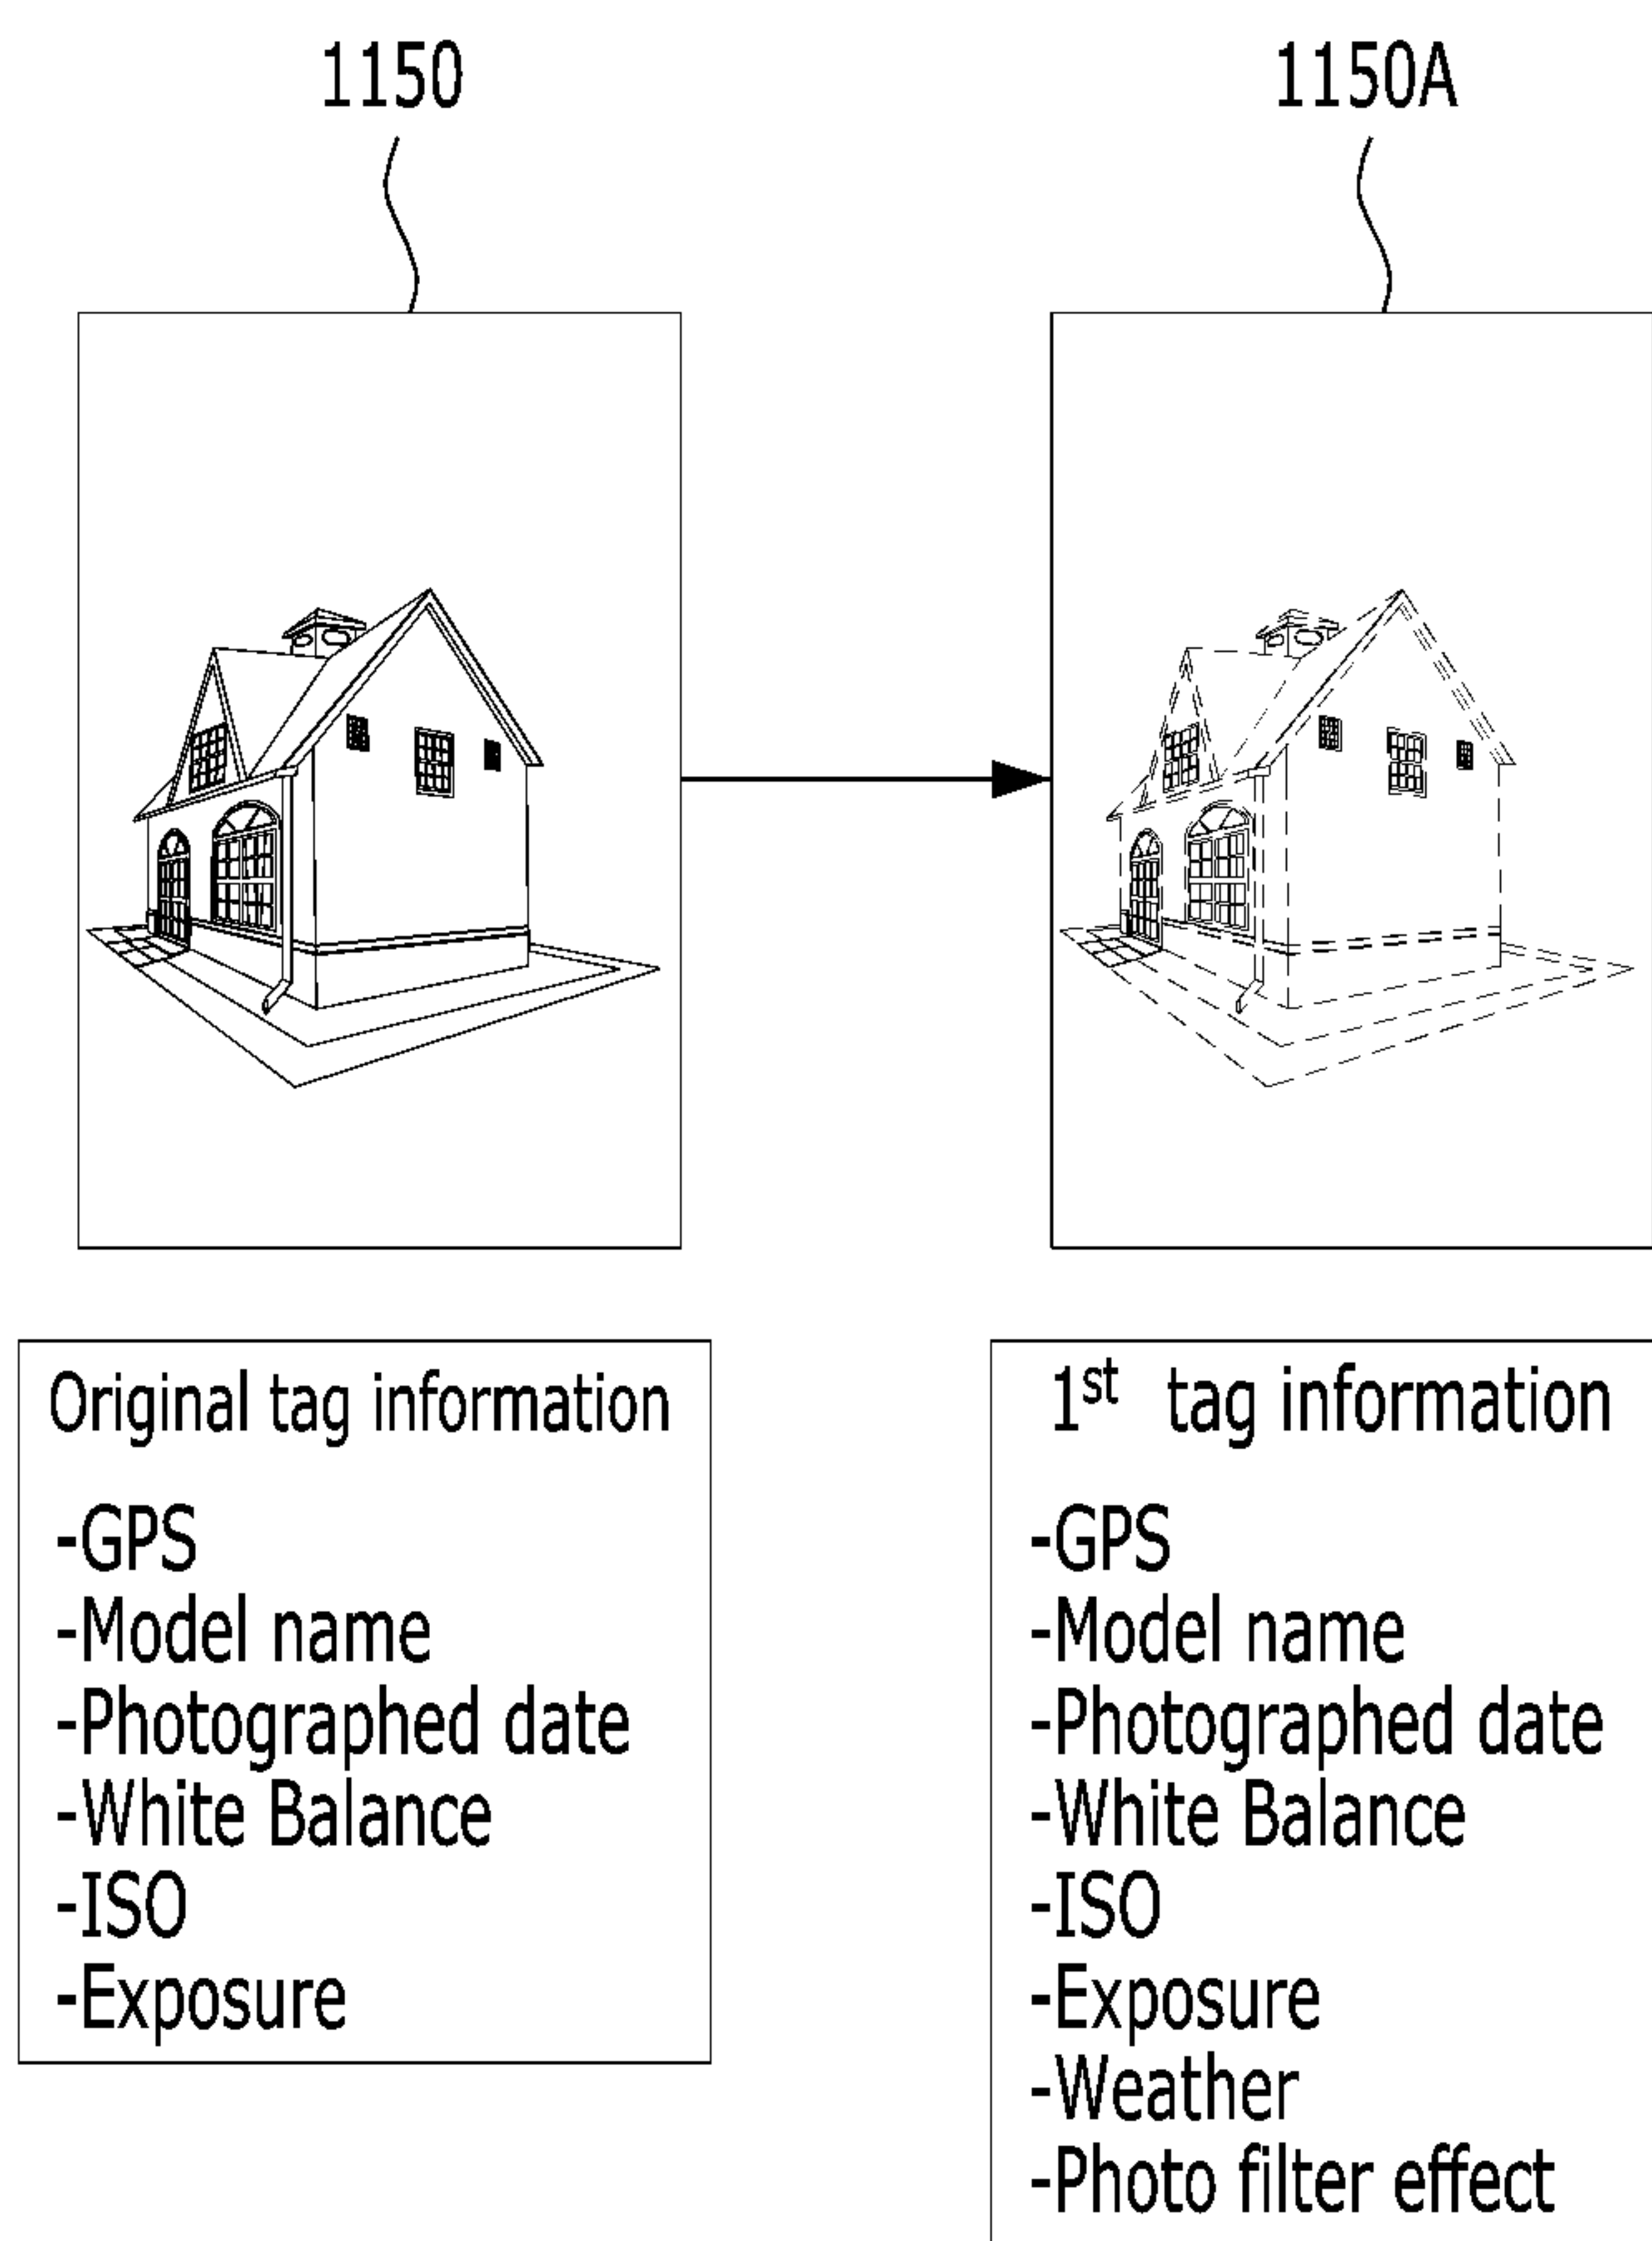 1150
1150A
Original tag information
-GPS
-Model name
-Photographed date
-White Balance
-ISO
-Exposure
1st tag information
-GPS
-Model name
-Photographed date
-White Balance
-ISO
-Exposure
-Weather
-Photo filter effect